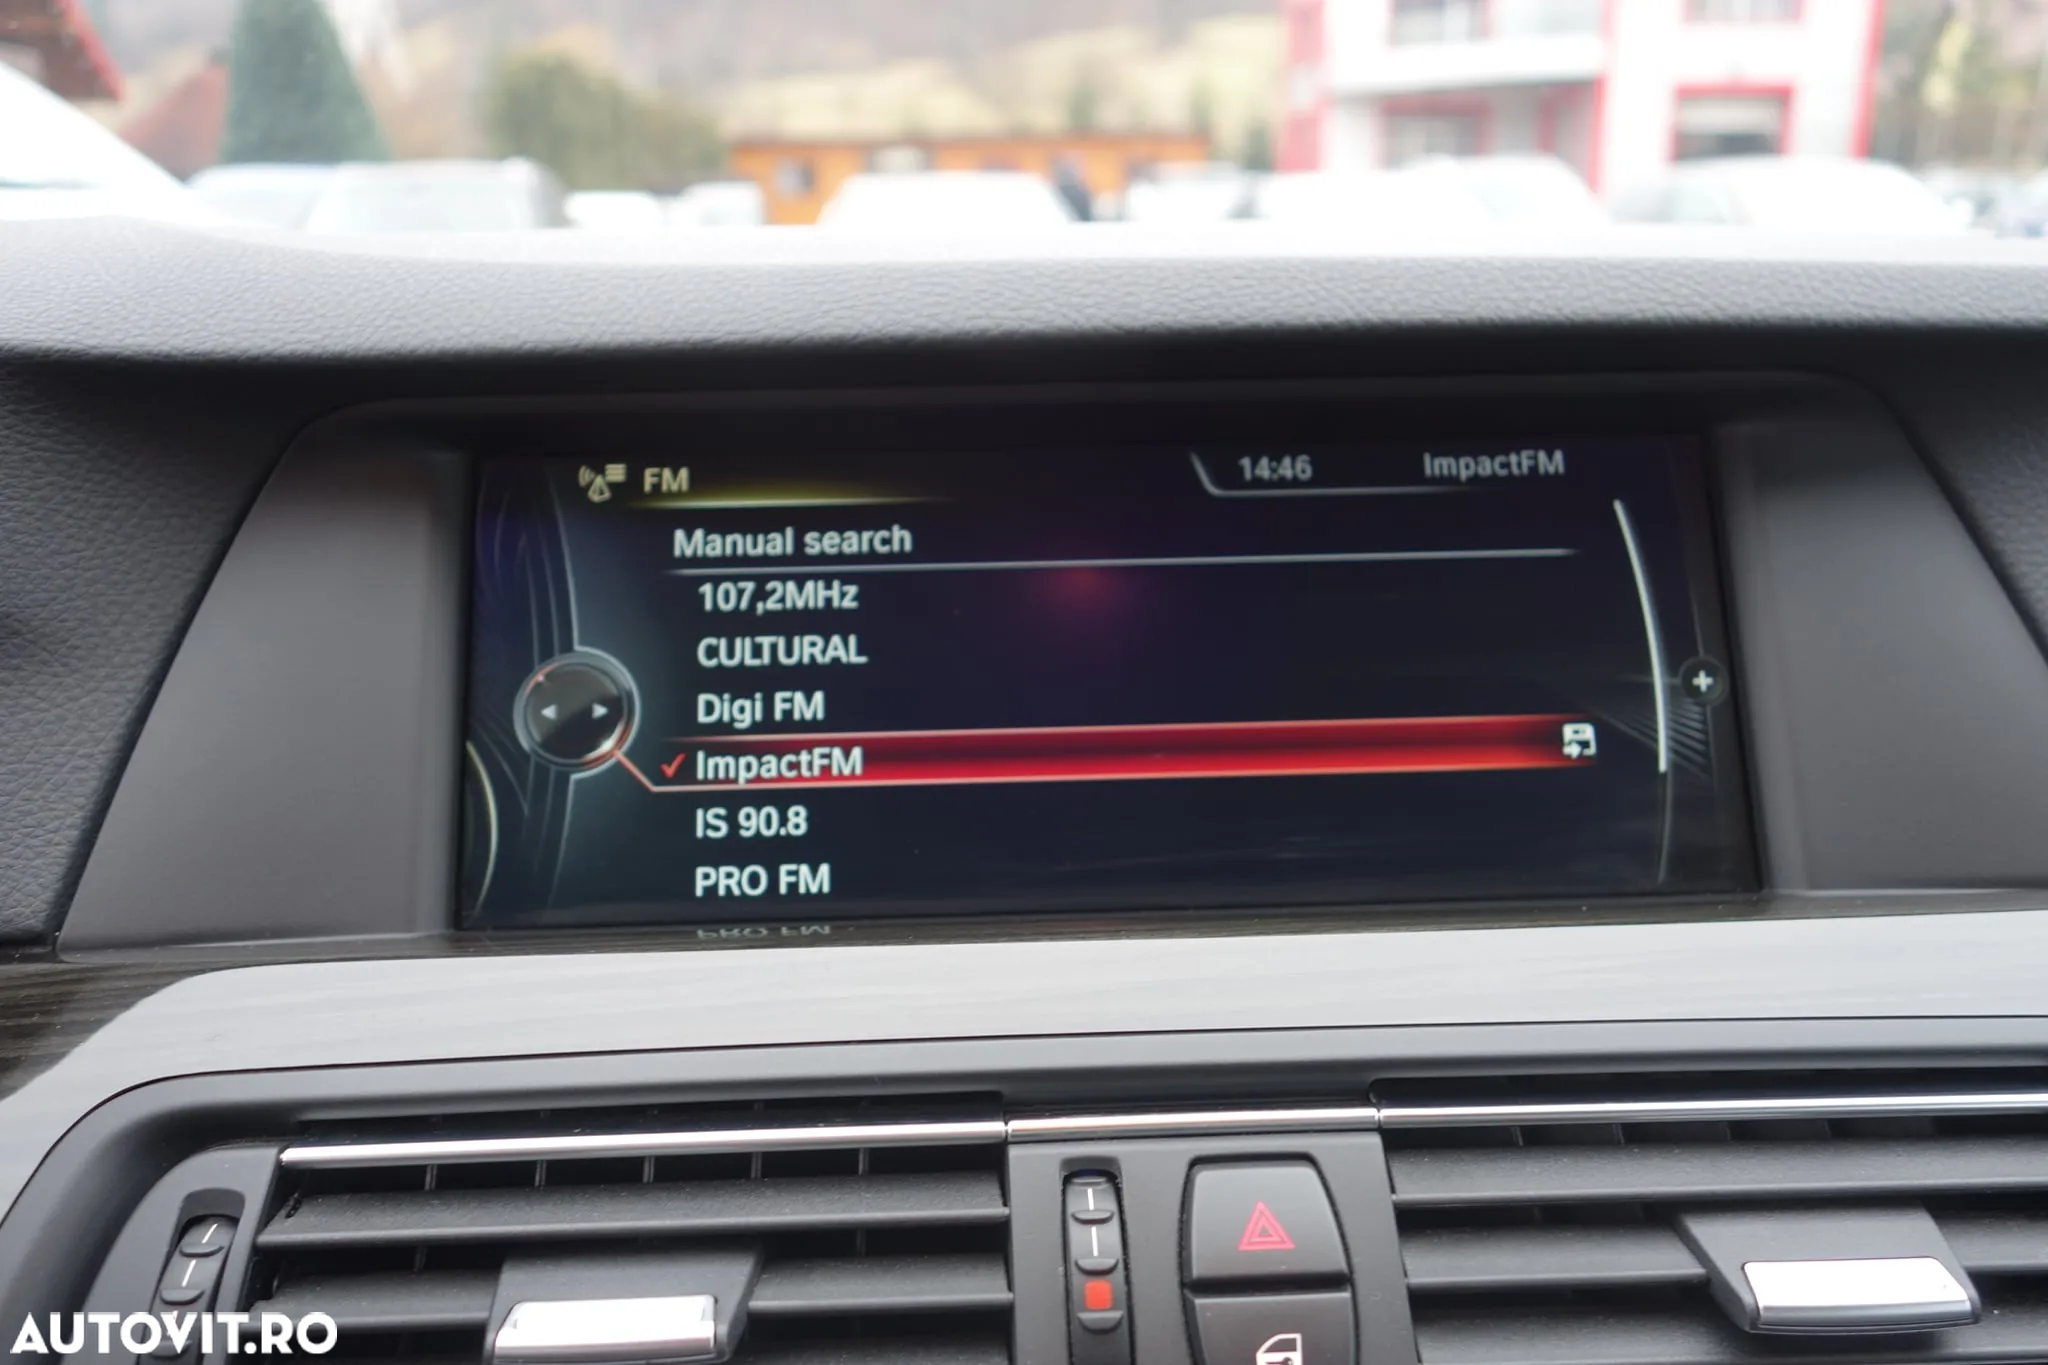 FM
14:46
ImpactFM
Manual search
107,2MHz
CULTURAL
Digi FM
ImpactFM
IS 90.8
PRO FM
AUTOVIT.RO